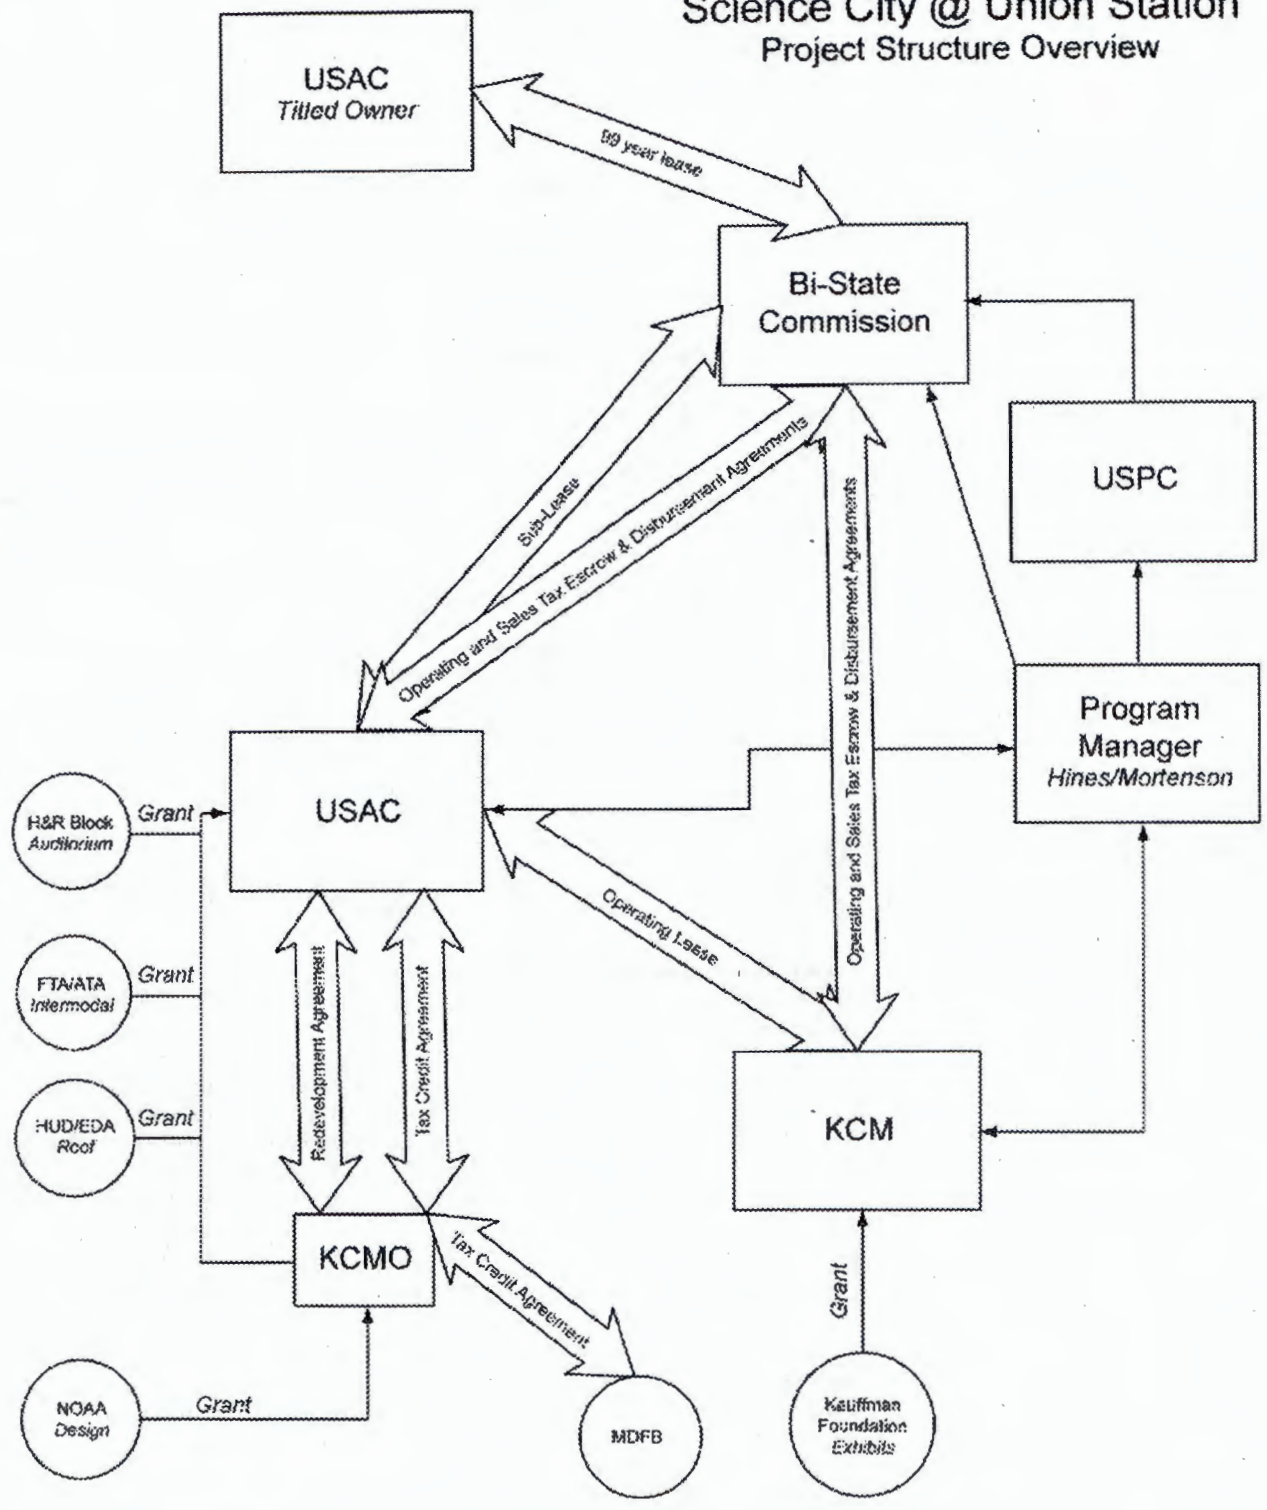 Science City @ Union Station
Project Structure Overview
USAC
Titled Owner
99 year lease
Bi-State
Commission
USPC
Sub-Lease
Operating and Sales Tax Escrow & Disbursement Agreements
Operating and Sales Tax Escrow & Disbursement Agreements
Program
Manager
Hines/Mortenson
USAC
H&R Block
Auditorium
Grant
Operating Lease
FTA/ATA
Intermodal
Grant
Redevelopment Agreement
Tax Credit Agreement
HUD/EDA
Roof
Grant
KCM
KCMO
Tax Credit Agreement
Grant
NOAA
Design
Grant
MDFB
Kauffman
Foundation
Exhibits